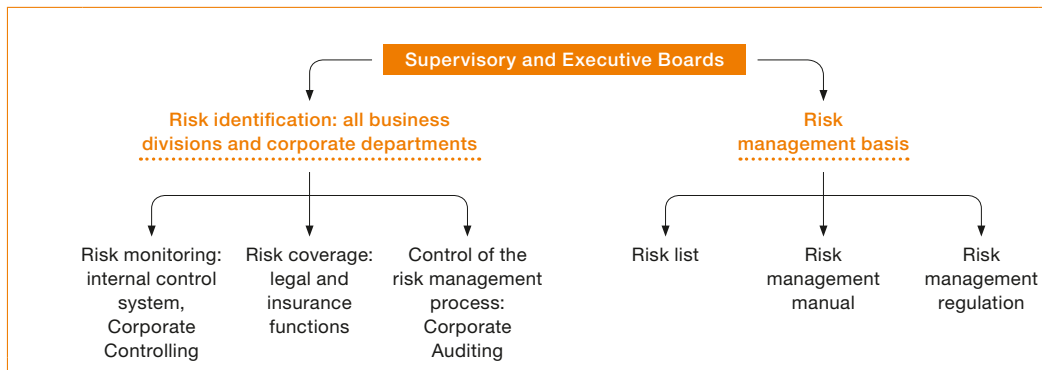 Supervisory and Executive Boards
Risk identification: all business
divisions and corporate departments
Risk
management basis
Risk monitoring:
internal control
system,
Corporate
Controlling
Risk coverage:
legal and
insurance
functions
Control of the
risk management
process:
Corporate
Auditing
Risk list
Risk
management
manual
Risk
management
regulation